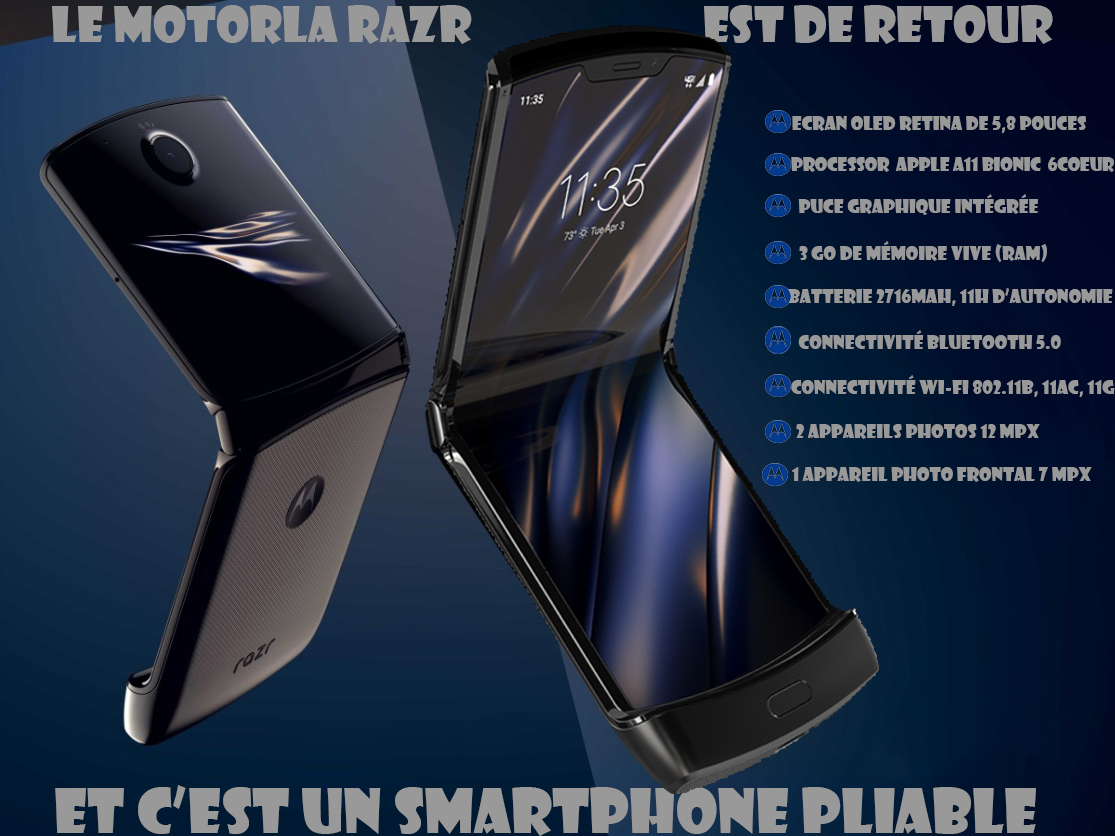 LE MOTORLA RAZR EST DE RETOUR
11:35
11:35
73° Tue Apr 3
ECRAN OLED RETINA DE 5,8 POUCES
PROCESSOR APPLE A11 BIONIC 6COEUR
PUCE GRAPHIQUE INTÉGRÉE
3 GO DE MÉMOIRE VIVE (RAM)
BATTERIE 2716MAH, 11H D'AUTONOMIE
CONNECTIVITÉ BLUETOOTH 5.0
CONNECTIVITÉ WI-FI 802.11B, 11AC, 11G
2 APPAREILS PHOTOS 12 MPX
1 APPAREIL PHOTO FRONTAL 7 MPX
razr
ET C'EST UN SMARTPHONE PLIABLE